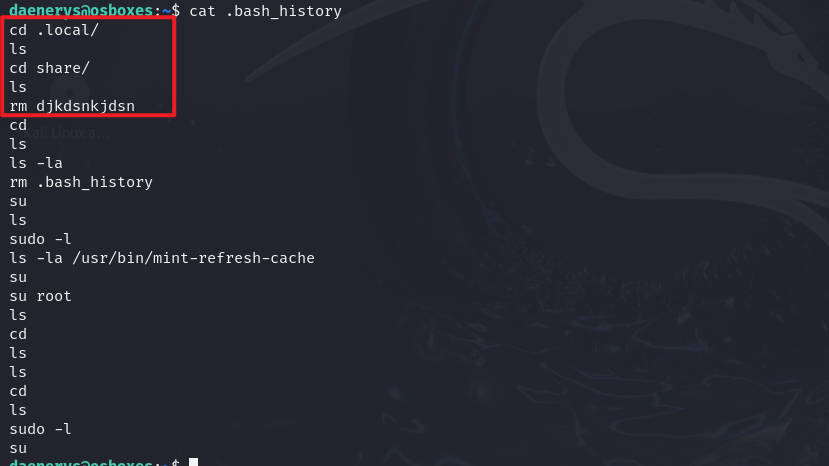 daenerys@osboxes:~$ cat .bash_history
cd .local/
ls
cd share/
ls
rm djkdsnkjdsn
cd
ls
ls -la
rm .bash_history
su
ls
sudo -l
ls -la /usr/bin/mint-refresh-cache
su
su root
ls
cd
ls
ls
cd
ls
sudo -l
su
daenerys@osboxes:~$